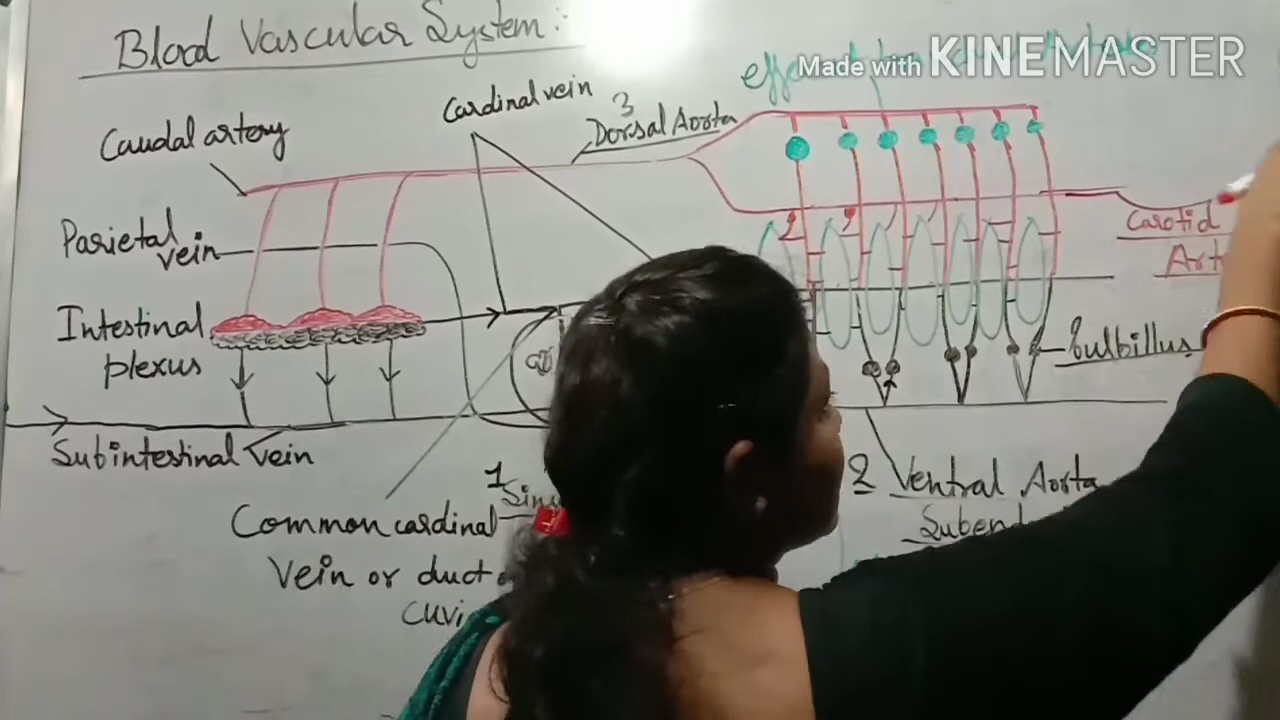 Blood Vascular System:-
Made with KINEMASTER
Cardinal vein
3
Dorsal Aorta
Caudal artery
Parietal
vein
Carotid
Intestinal
plexus
bulbillus
Subintestinal Vein
1
2 Ventral Aorta
Common cardinal
Vein or duct